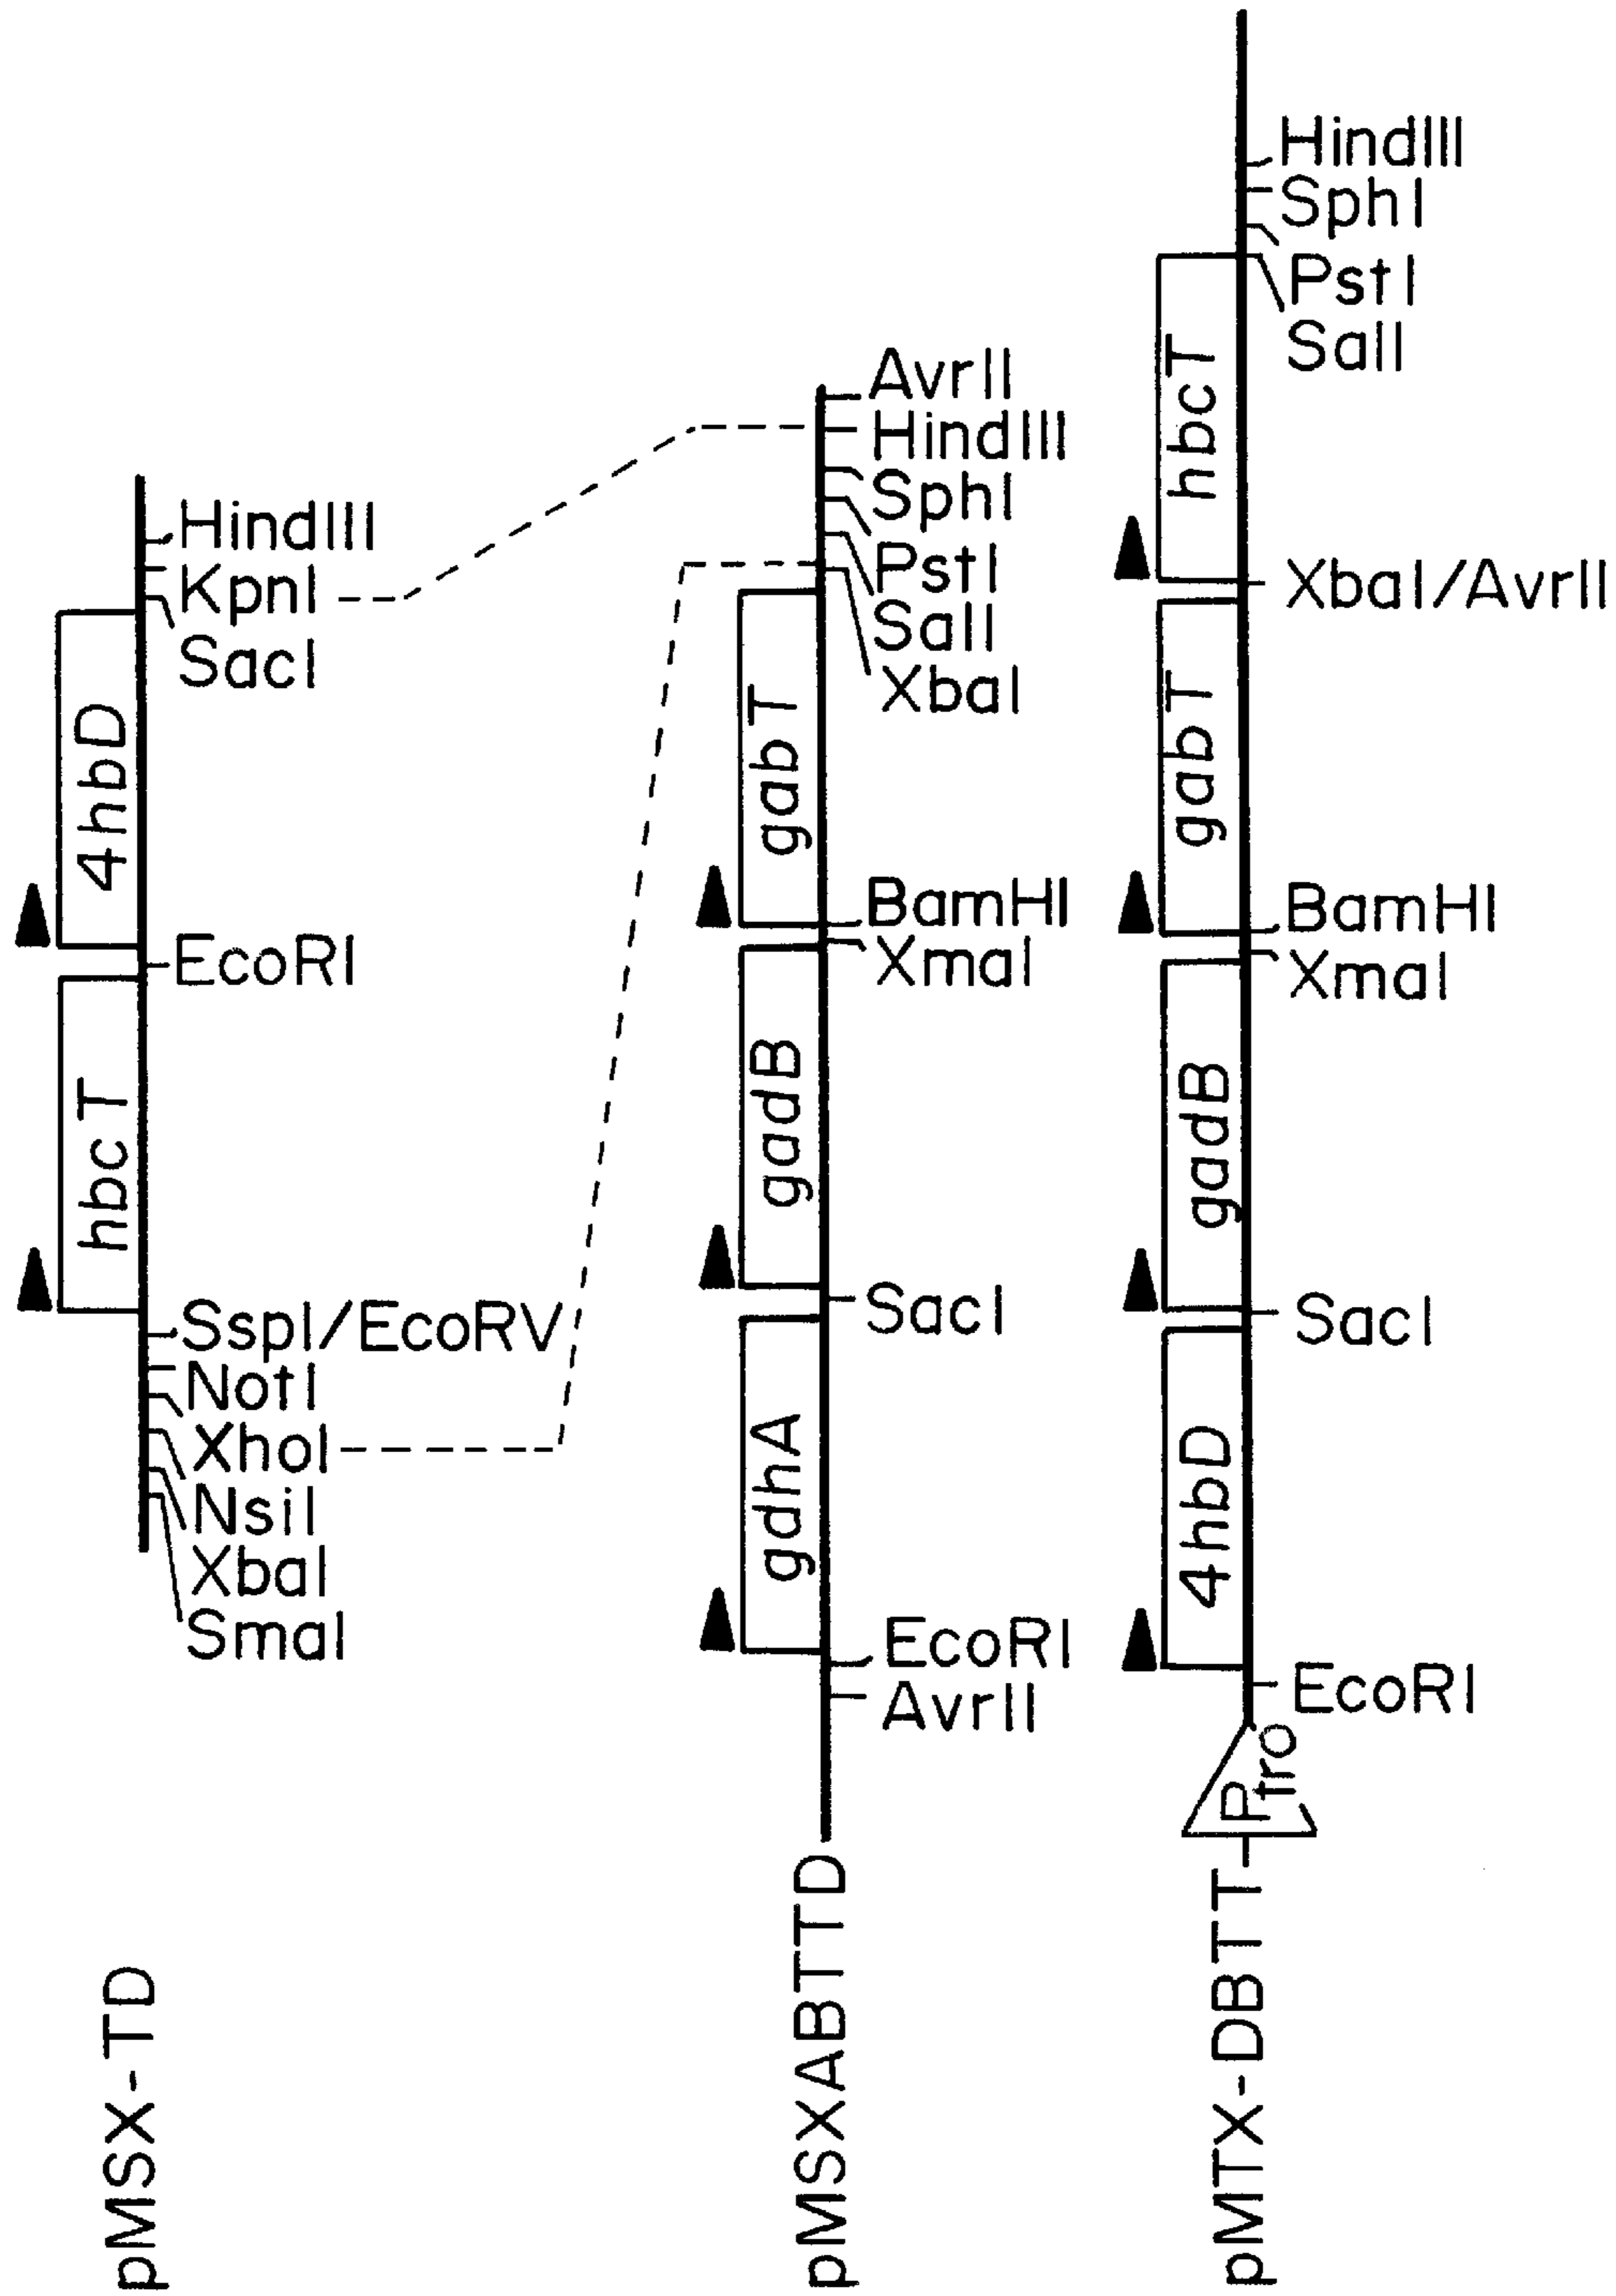 pMSX-TD
hbcT
4hbD
SmaI
XbaI
NsiI
XhoI
NotI
SspI/EcoRV
EcoRI
SacI
KpnI
HindIII
pMSXABTTD
gdhA
gadB
gabT
AvrII
EcoRI
SacI
XmaI
BamHI
XbaI
SalI
PstI
SphI
HindIII
AvrII
pMTX-DBTT
Ptro
4hbD
gadB
gabT
hbcT
EcoRI
SacI
XmaI
BamHI
XbaI/AvrII
SalI
PstI
SphI
HindIII